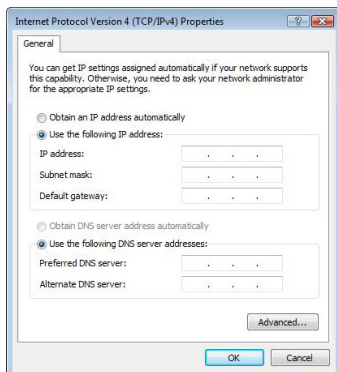 Internet Protocol Version 4 (TCP/IPv4) Properties
General
You can get IP settings assigned automatically if your network supports
this capability. Otherwise, you need to ask your network administrator
for the appropriate IP settings.
Obtain an IP address automatically
Use the following IP address:
IP address:
Subnet mask:
Default gateway:
Obtain DNS server address automatically
Use the following DNS server addresses:
Preferred DNS server:
Alternate DNS server:
Advanced...
OK Cancel